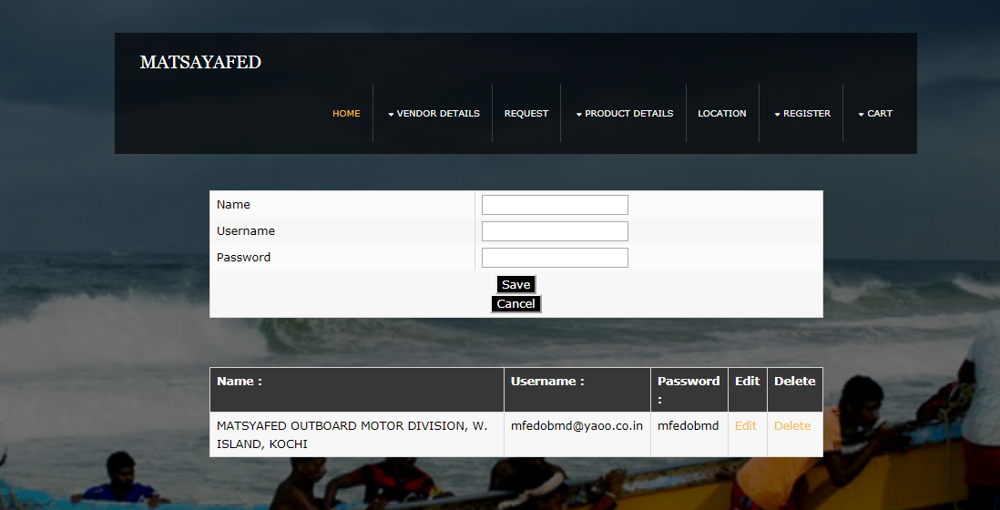 MATSAYAFED
HOME VENDOR DETAILS REQUEST PRODUCT DETAILS LOCATION REGISTER CART
Name
Username
Password
Save
Cancel
Name : Username : Password : Edit Delete
MATSYAFED OUTBOARD MOTOR DIVISION, W. mfedobmd@yaoo.co.in mfedobmd Edit Delete
ISLAND, KOCHI